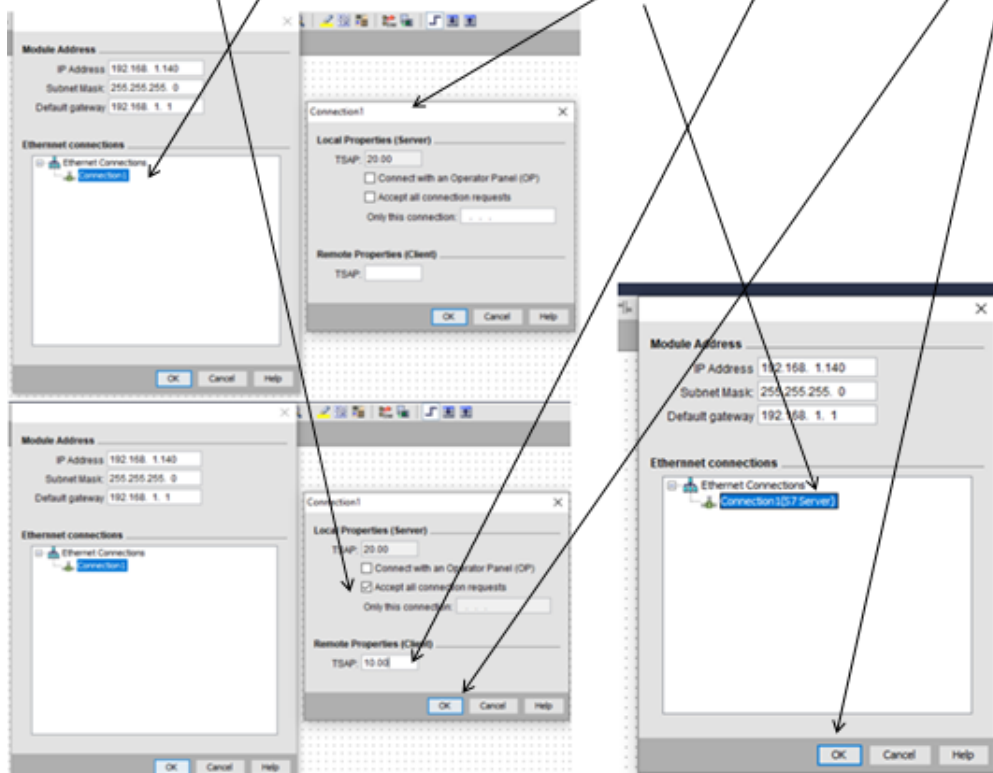 Module Address
IP Address 192.168. 1.140
Subnet Mask: 255.255.255. 0
Default gateway 192.168. 1. 1
Ethernnet connections
Ethernet Connections
Connection1
OK Cancel Help
Connection1
Local Properties (Server)
TSAP: 20.00
Connect with an Operator Panel (OP)
Accept all connection requests
Only this connection: . . .
Remote Properties (Client)
TSAP:
OK Cancel Help
Module Address
IP Address 192.168. 1.140
Subnet Mask: 255.255.255. 0
Default gateway 192.168. 1. 1
Ethernnet connections
Ethernet Connections
Connection1
OK Cancel Help
Connection1
Local Properties (Server)
TSAP: 20.00
Connect with an Operator Panel (OP)
Accept all connection requests
Only this connection: . . .
Remote Properties (Client)
TSAP: 10.00
OK Cancel Help
Module Address
IP Address 192.168. 1.140
Subnet Mask: 255.255.255. 0
Default gateway 192.168. 1. 1
Ethernnet connections
Ethernet Connections
Connection1(S7 Server)
OK Cancel Help